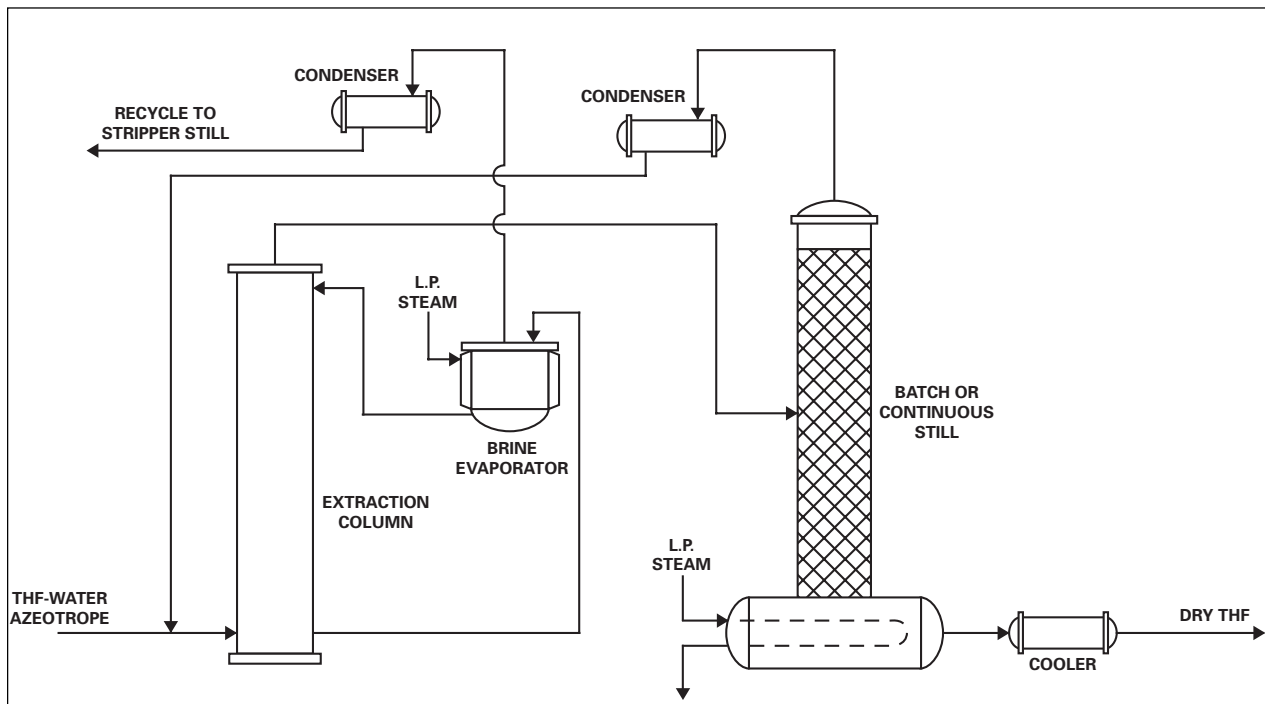 CONDENSER
RECYCLE TO
STRIPPER STILL
CONDENSER
L.P.
STEAM
BRINE
EVAPORATOR
EXTRACTION
COLUMN
BATCH OR
CONTINUOUS
STILL
L.P.
STEAM
THF-WATER
AZEOTROPE
DRY THF
COOLER